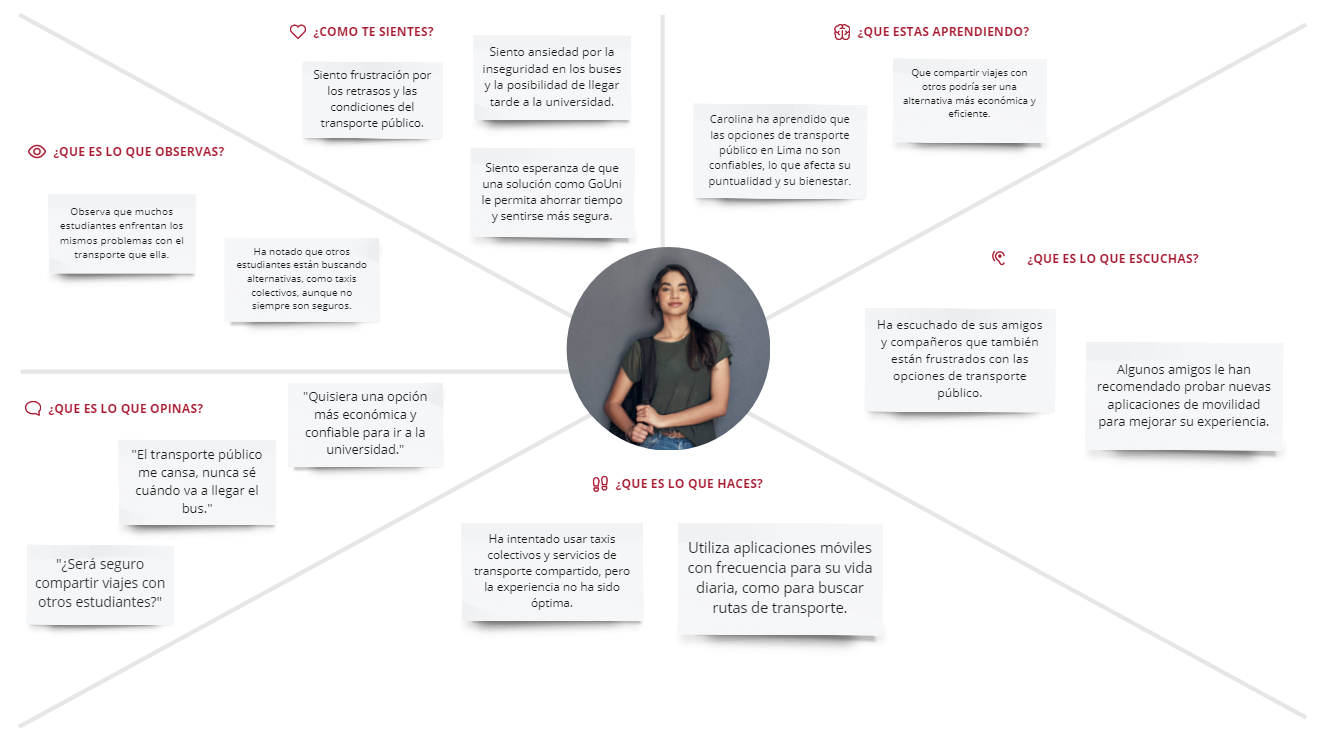 ¿COMO TE SIENTES?
Siento frustración por
los retrasos y las
condiciones del
transporte público.
Siento ansiedad por la
inseguridad en los buses
y la posibilidad de llegar
tarde a la universidad.
Siento esperanza de que
una solución como GoUni
le permita ahorrar tiempo
y sentirse más segura.
¿QUE ESTAS APRENDIENDO?
Carolina ha aprendido que
las opciones de transporte
público en Lima no son
confiables, lo que afecta su
puntualidad y su bienestar.
Que compartir viajes con
otros podría ser una
alternativa más económica y
eficiente.
¿QUE ES LO QUE OBSERVAS?
Observa que muchos
estudiantes enfrentan los
mismos problemas con el
transporte que ella.
Ha notado que otros
estudiantes están buscando
alternativas, como taxis
colectivos, aunque no
siempre son seguros.
¿QUE ES LO QUE ESCUCHAS?
Ha escuchado de sus amigos
y compañeros que también
están frustrados con las
opciones de transporte
público.
Algunos amigos le han
recomendado probar nuevas
aplicaciones de movilidad
para mejorar su experiencia.
¿QUE ES LO QUE OPINAS?
"Quisiera una opción
más económica y
confiable para ir a la
universidad."
"El transporte público
me cansa, nunca sé
cuándo va a llegar el
bus."
"¿Será seguro
compartir viajes con
otros estudiantes?"
¿QUE ES LO QUE HACES?
Ha intentado usar taxis
colectivos y servicios de
transporte compartido, pero
la experiencia no ha sido
óptima.
Utiliza aplicaciones móviles
con frecuencia para su vida
diaria, como para buscar
rutas de transporte.